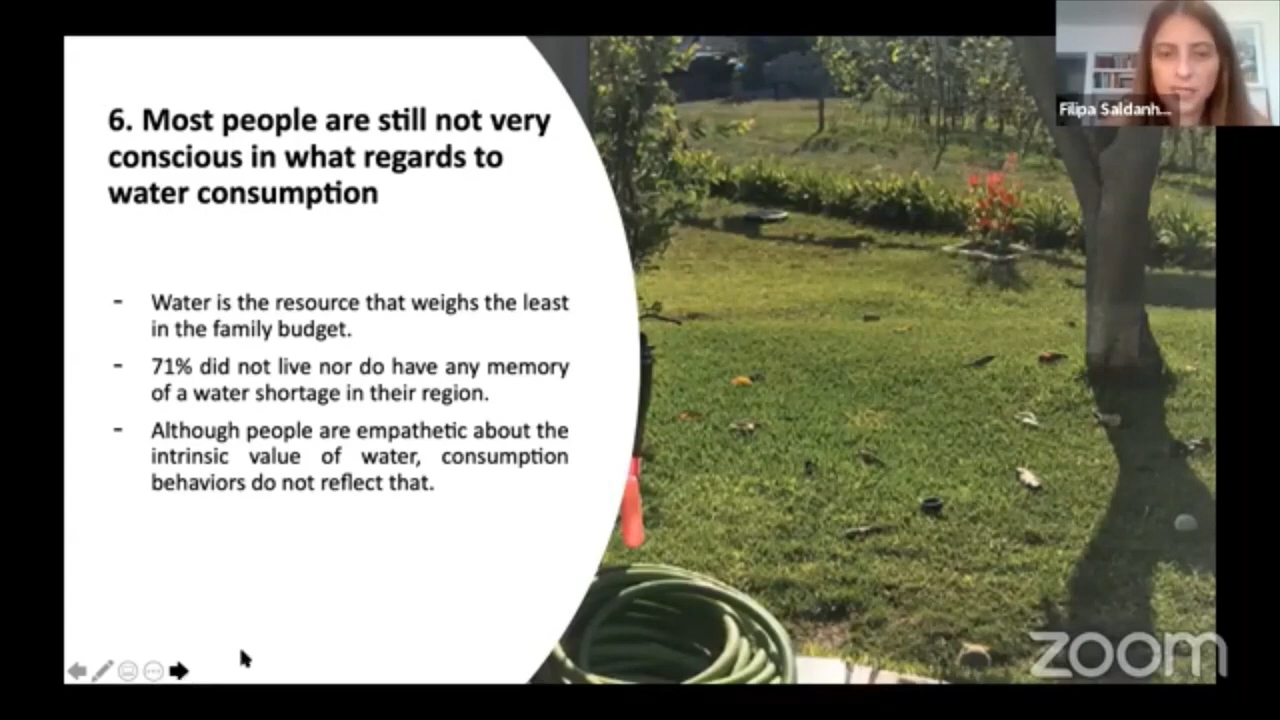 6. Most people are still not very
conscious in what regards to
water consumption
- Water is the resource that weighs the least
in the family budget.
- 71% did not live nor do have any memory
of a water shortage in their region.
- Although people are empathetic about the
intrinsic value of water, consumption
behaviors do not reflect that.
Filipa Saldanh...
zoom